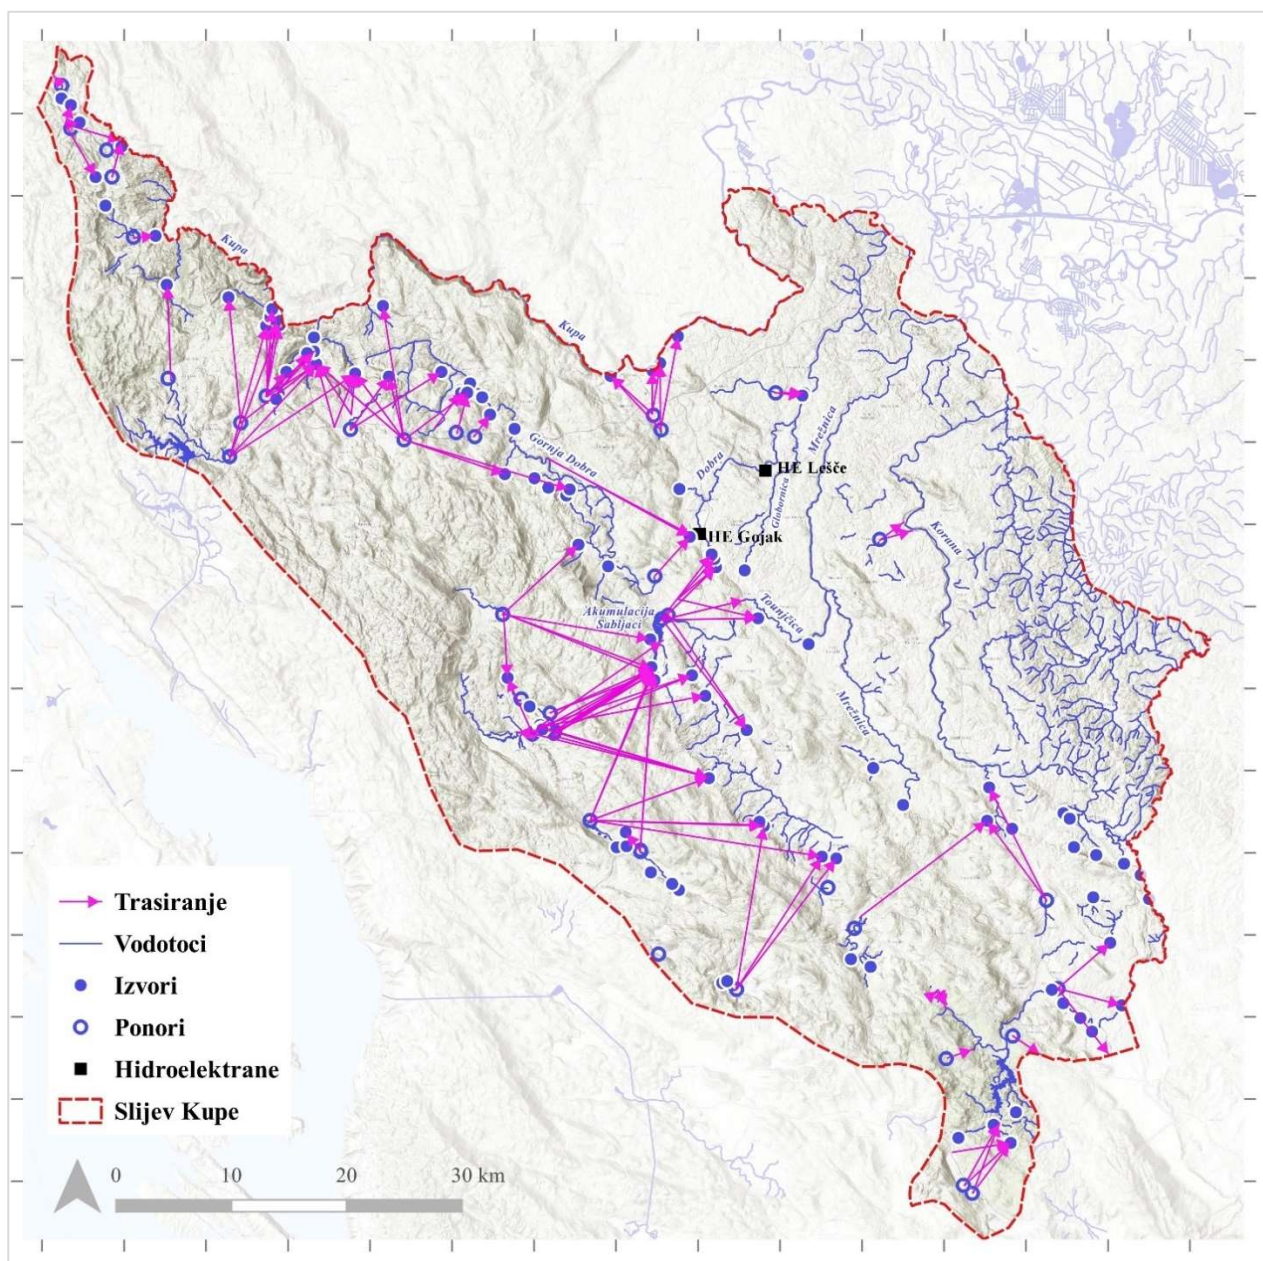 Kupa
Kupa
Gornja Dobra
Dobra
Mrežnica
HE Lešče
Globornica
HE Gojak
Korana
Akumulacija
Sabljaci
Tounjčica
Mrežnica
Trasiranje
Vodotoci
Izvori
Ponori
Hidroelektrane
Slijev Kupe
0 10 20 30 km